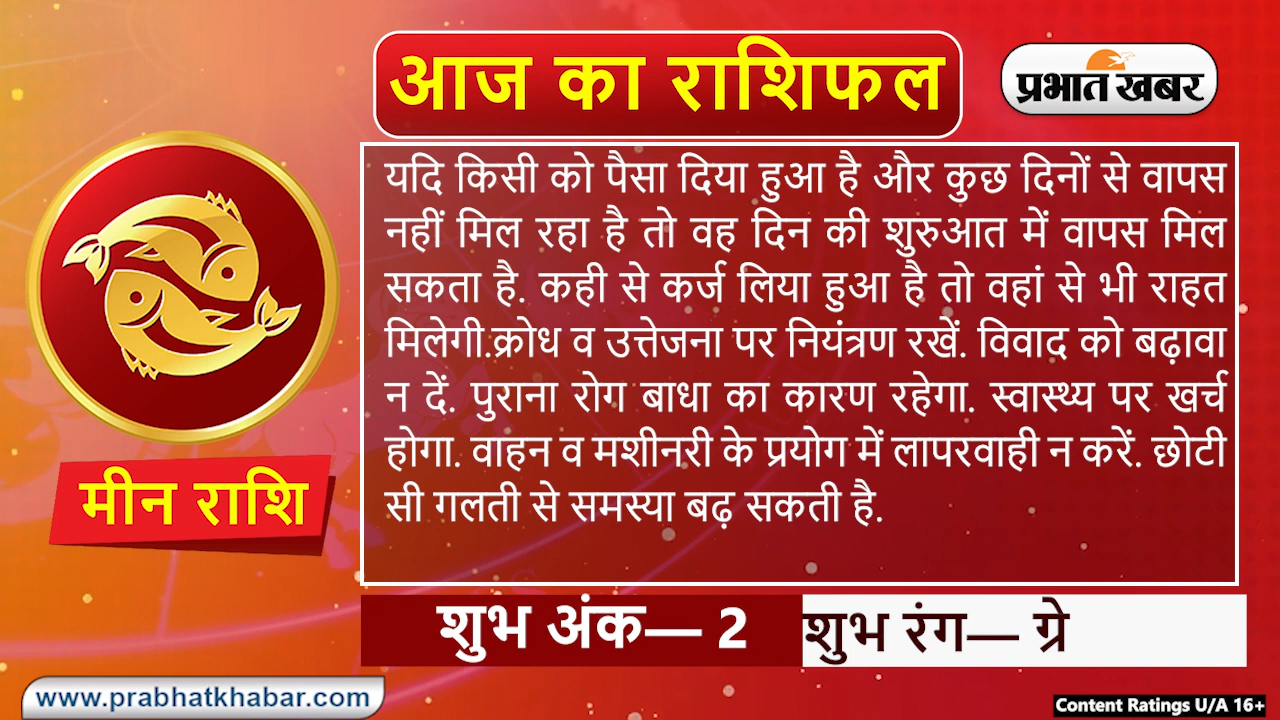 आज का राशिफल
प्रभात खबर
यदि किसी को पैसा दिया हुआ है और कुछ दिनों से वापस
नहीं मिल रहा है तो वह दिन की शुरुआत में वापस मिल
सकता है. कही से कर्ज लिया हुआ है तो वहां से भी राहत
मिलेगी.क्रोध व उत्तेजना पर नियंत्रण रखें. विवाद को बढ़ावा
न दें. पुराना रोग बाधा का कारण रहेगा. स्वास्थ्य पर खर्च
होगा. वाहन व मशीनरी के प्रयोग में लापरवाही न करें. छोटी
सी गलती से समस्या बढ़ सकती है.
मीन राशि
शुभ अंक— 2
शुभ रंग— ग्रे
www.prabhatkhabar.com
Content Ratings U/A 16+